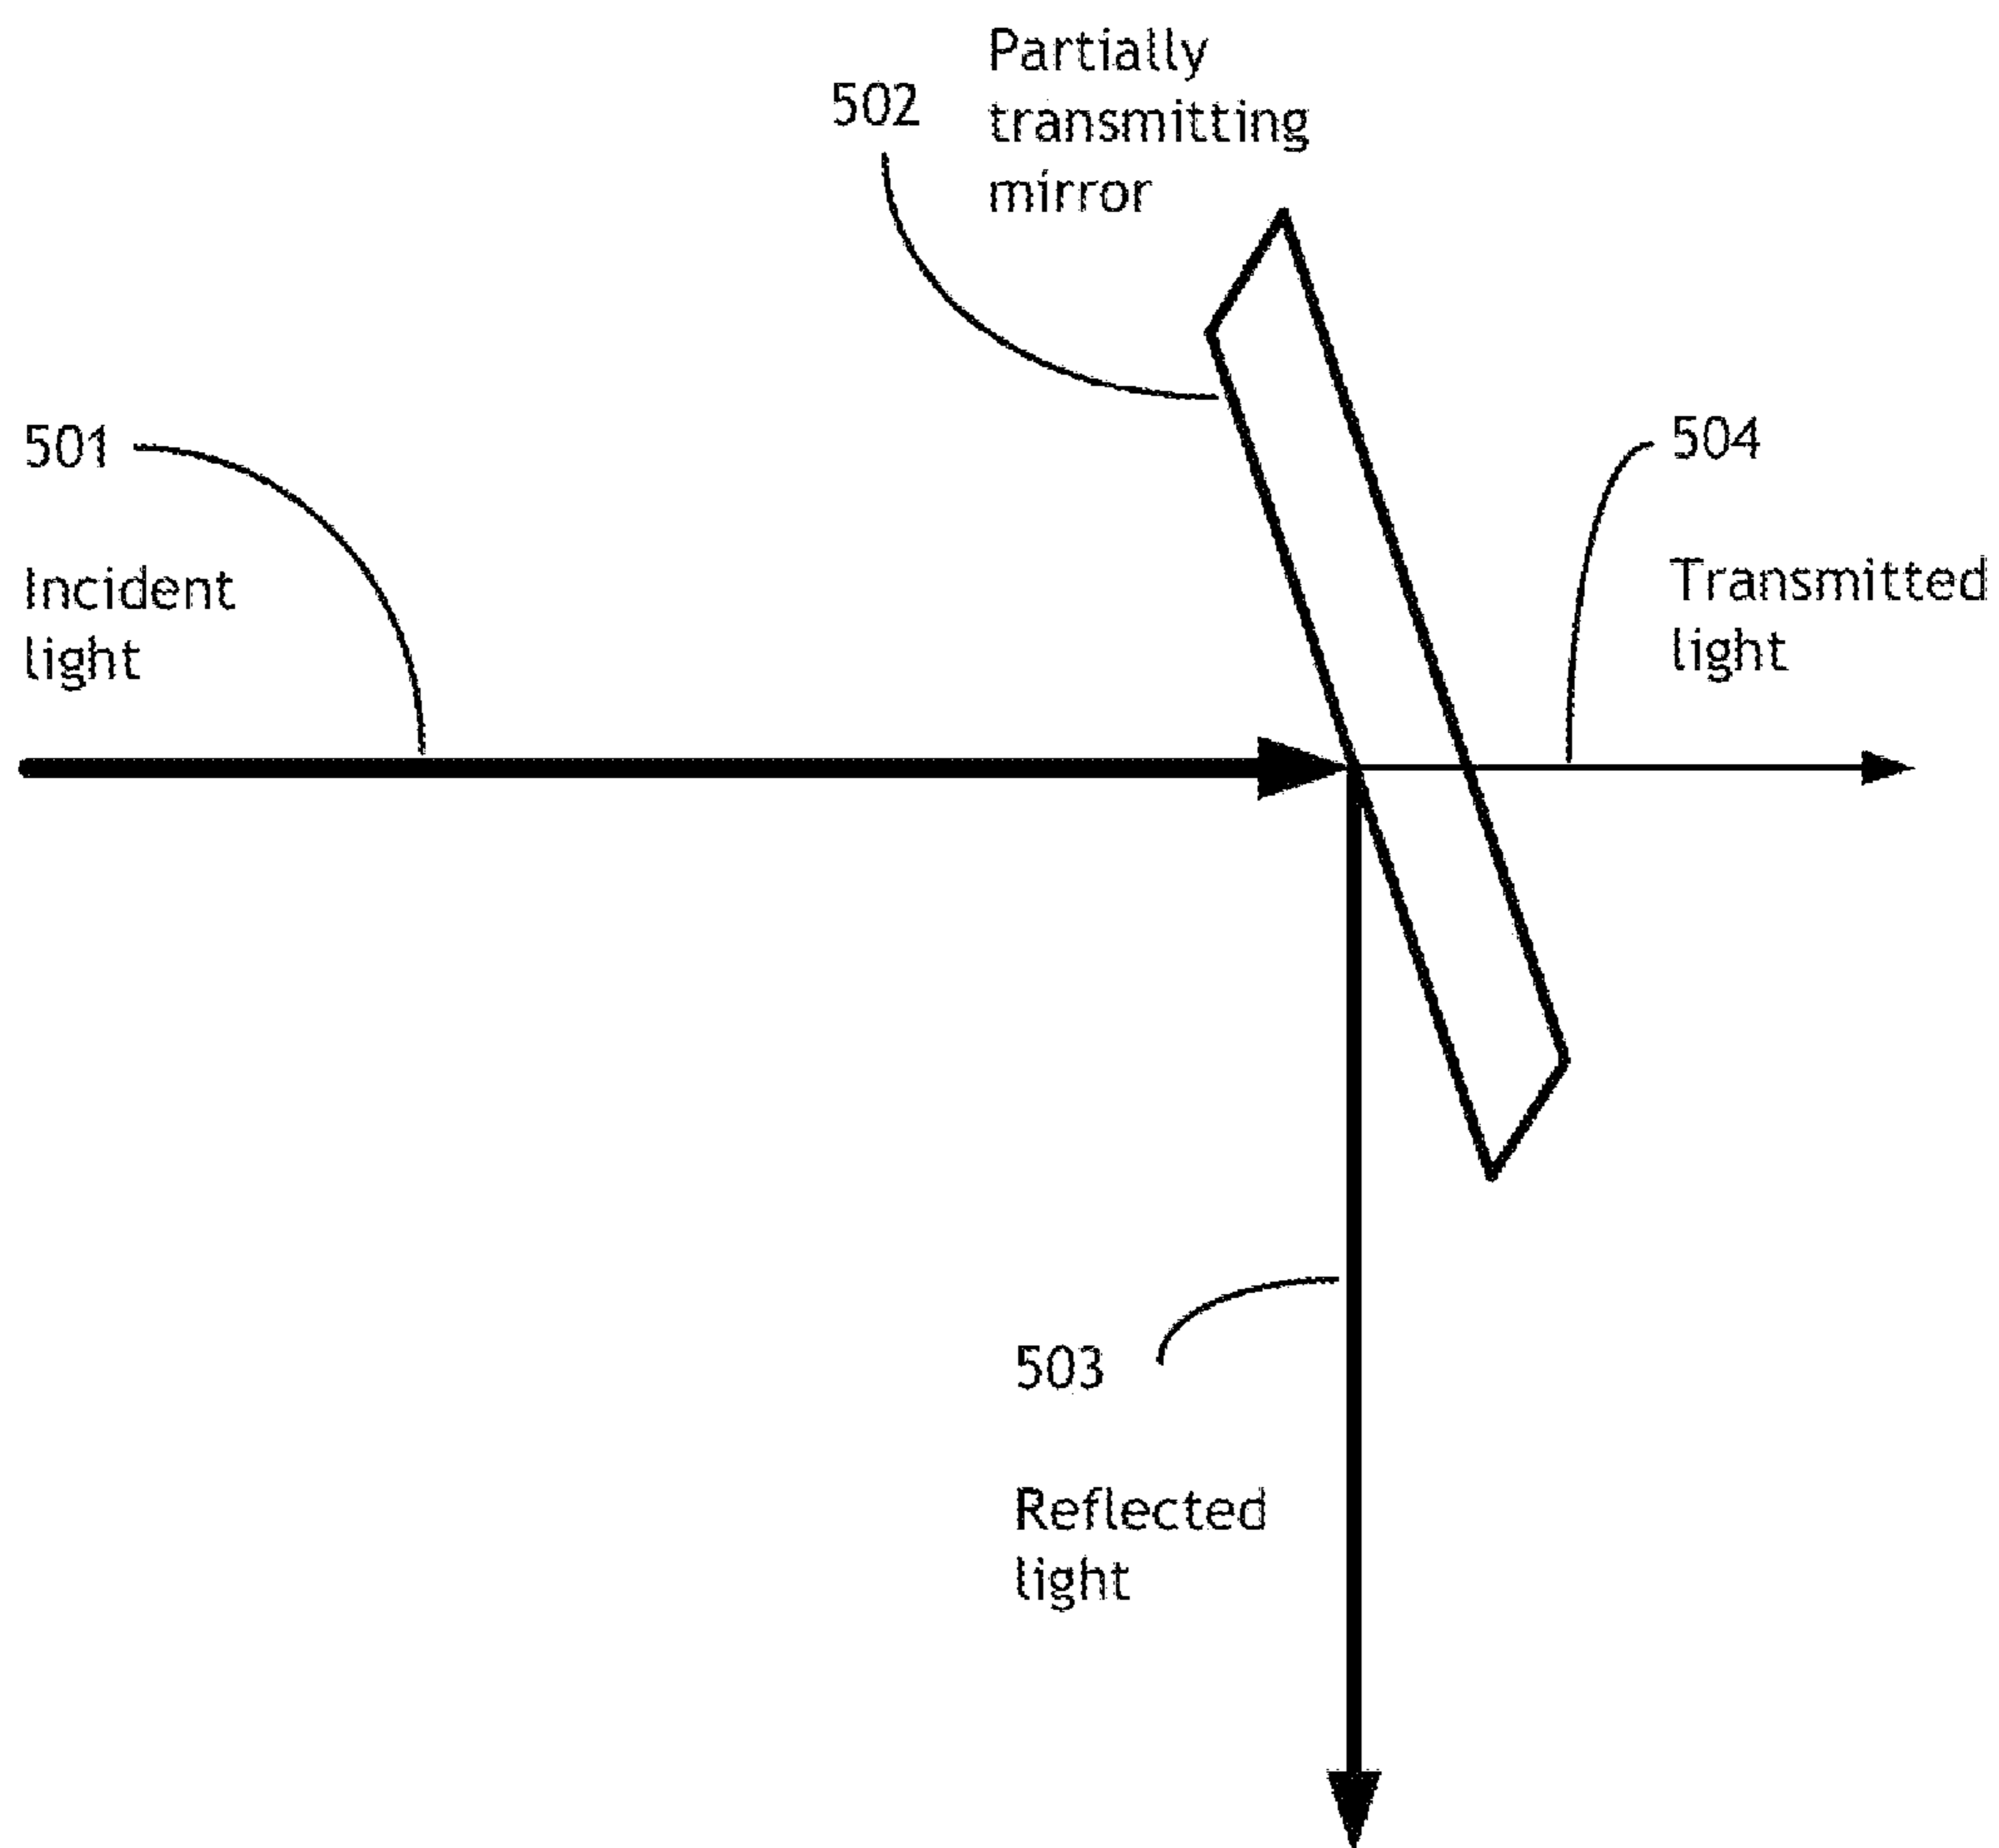 502
Partially
transmitting
mirror
501
Incident
light
504
Transmitted
light
503
Reflected
light